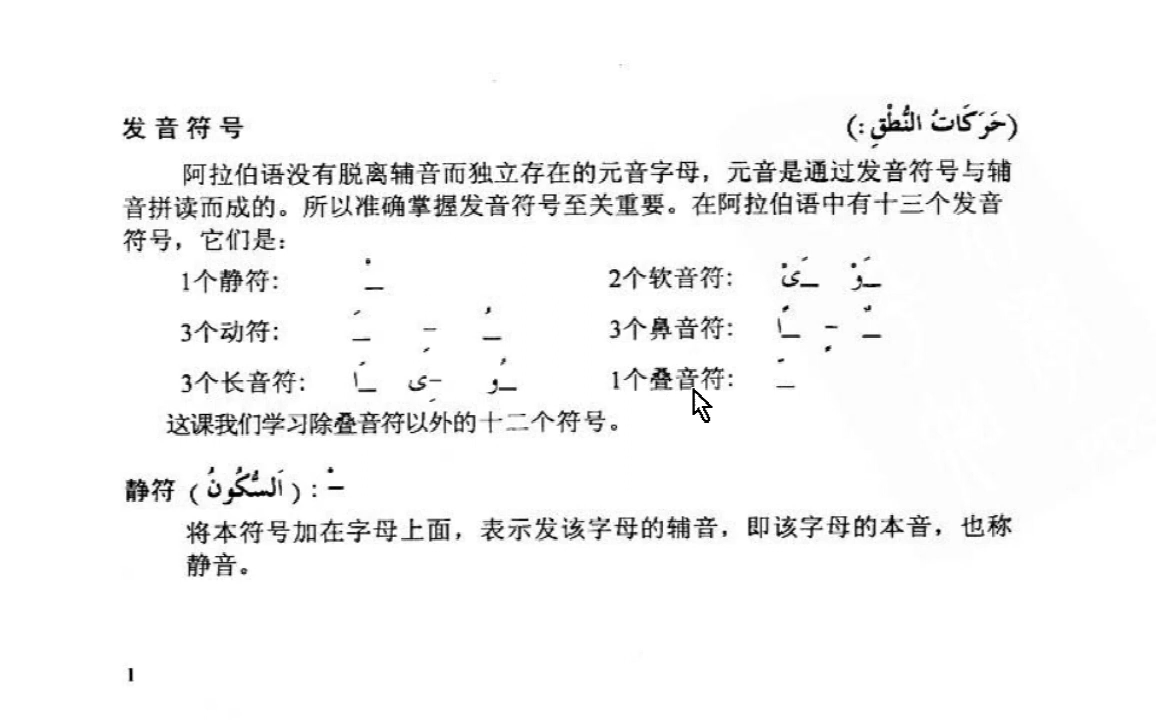 发音符号 (حَرَكَاتُ النُّطْقِ:)
阿拉伯语没有脱离辅音而独立存在的元音字母，元音是通过发音符号与辅
音拼读而成的。所以准确掌握发音符号至关重要。在阿拉伯语中有十三个发音
符号，它们是：
1个静符： ـْ 2个软音符： ـَىْ ـَوْ
3个动符： ـَ ـِ ـُ 3个鼻音符： ـًا ـٍ ـٌ
3个长音符： ـَا ـِى ـُو 1个叠音符：
这课我们学习除叠音符以外的十二个符号。
静符（اَلسُّكُونُ）：ـْ
将本符号加在字母上面，表示发该字母的辅音，即该字母的本音，也称
静音。
1